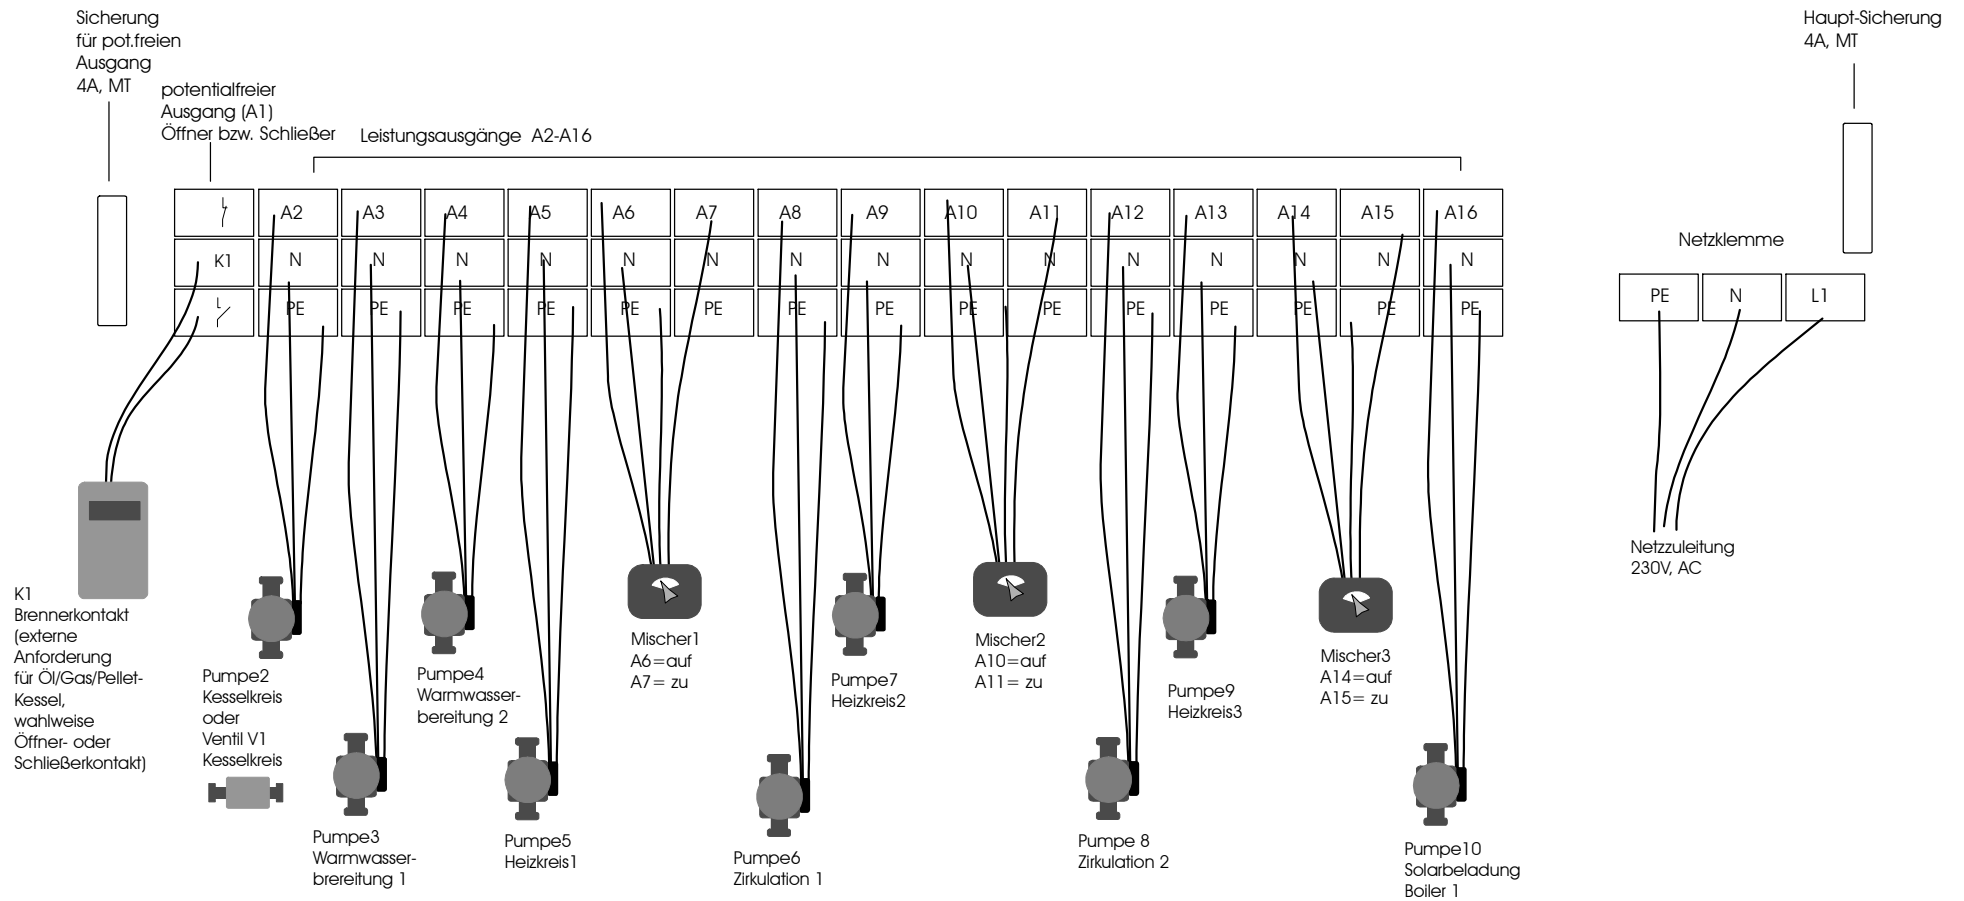 Sicherung
für pot.freien
Ausgang
4A, MT
potentialfreier
Ausgang (A1)
Öffner bzw. Schließer
Leistungsausgänge A2-A16
Haupt-Sicherung
4A, MT
A2 A3 A4 A5 A6 A7 A8 A9 A10 A11 A12 A13 A14 A15 A16
K1 N N N N N N N N N N N N N N N
PE PE PE PE PE PE PE PE PE PE PE PE PE PE PE
Netzklemme
PE N L1
Netzzuleitung
230V, AC
K1
Brennerkontakt
(externe
Anforderung
für Öl/Gas/Pellet-
Kessel,
wahlweise
Öffner- oder
Schließerkontakt)
Pumpe2
Kesselkreis
oder
Ventil V1
Kesselkreis
Pumpe3
Warmwasser-
brereitung 1
Pumpe4
Warmwasser-
bereitung 2
Pumpe5
Heizkreis1
Mischer1
A6=auf
A7= zu
Pumpe6
Zirkulation 1
Pumpe7
Heizkreis2
Mischer2
A10=auf
A11= zu
Pumpe 8
Zirkulation 2
Pumpe9
Heizkreis3
Mischer3
A14=auf
A15= zu
Pumpe10
Solarbeladung
Boiler 1